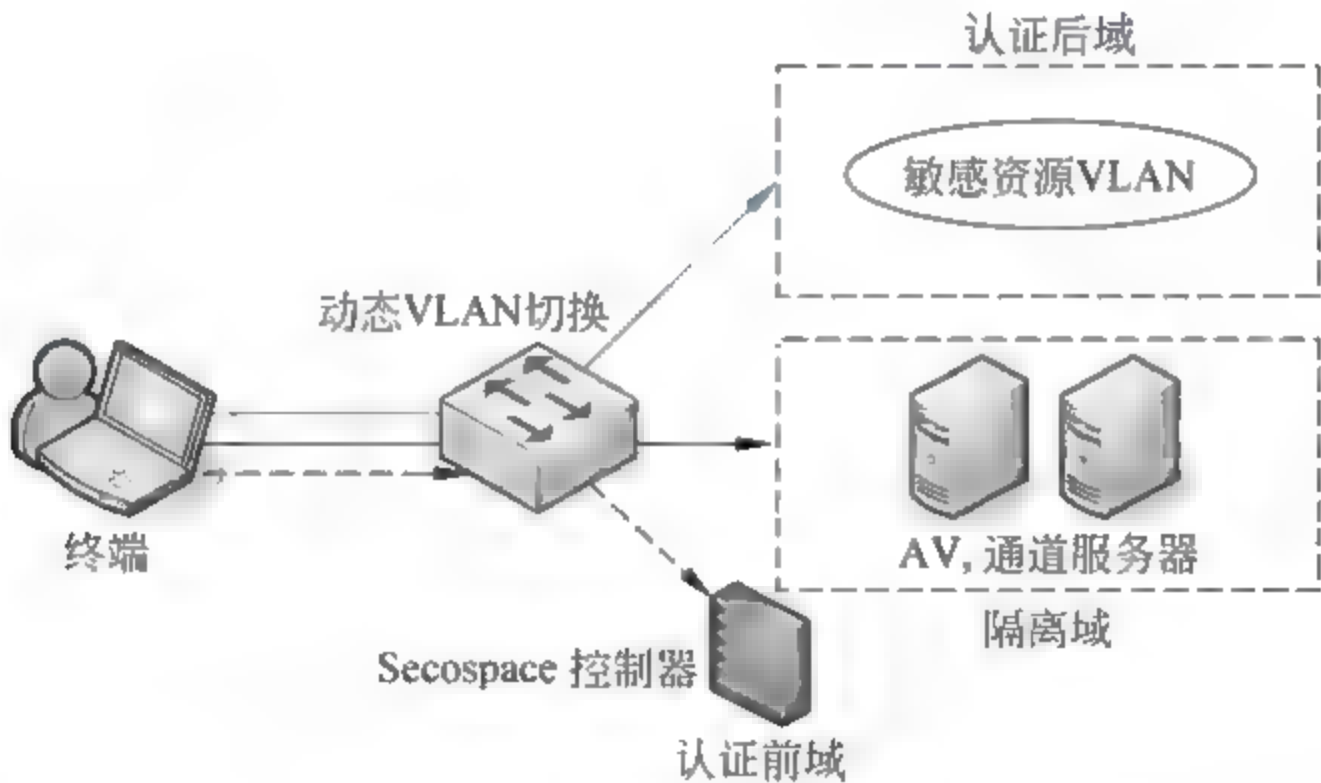 认证后域
敏感资源VLAN
动态VLAN切换
终端
AV, 通道服务器
隔离域
Secospace 控制器
认证前域